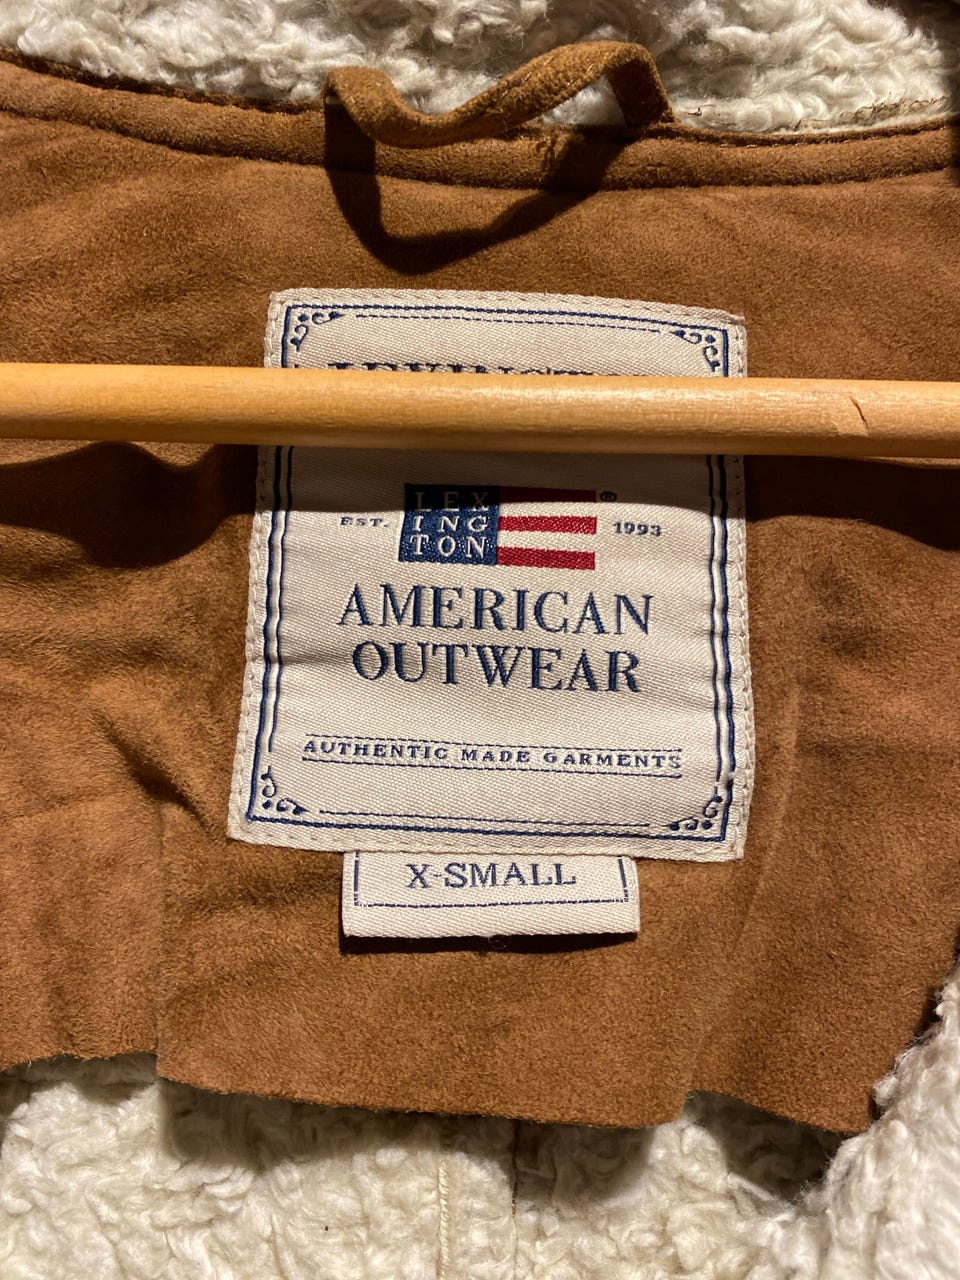 LEX
EST. ING ® 1993
TON
AMERICAN
OUTWEAR
AUTHENTIC MADE GARMENTS
X-SMALL